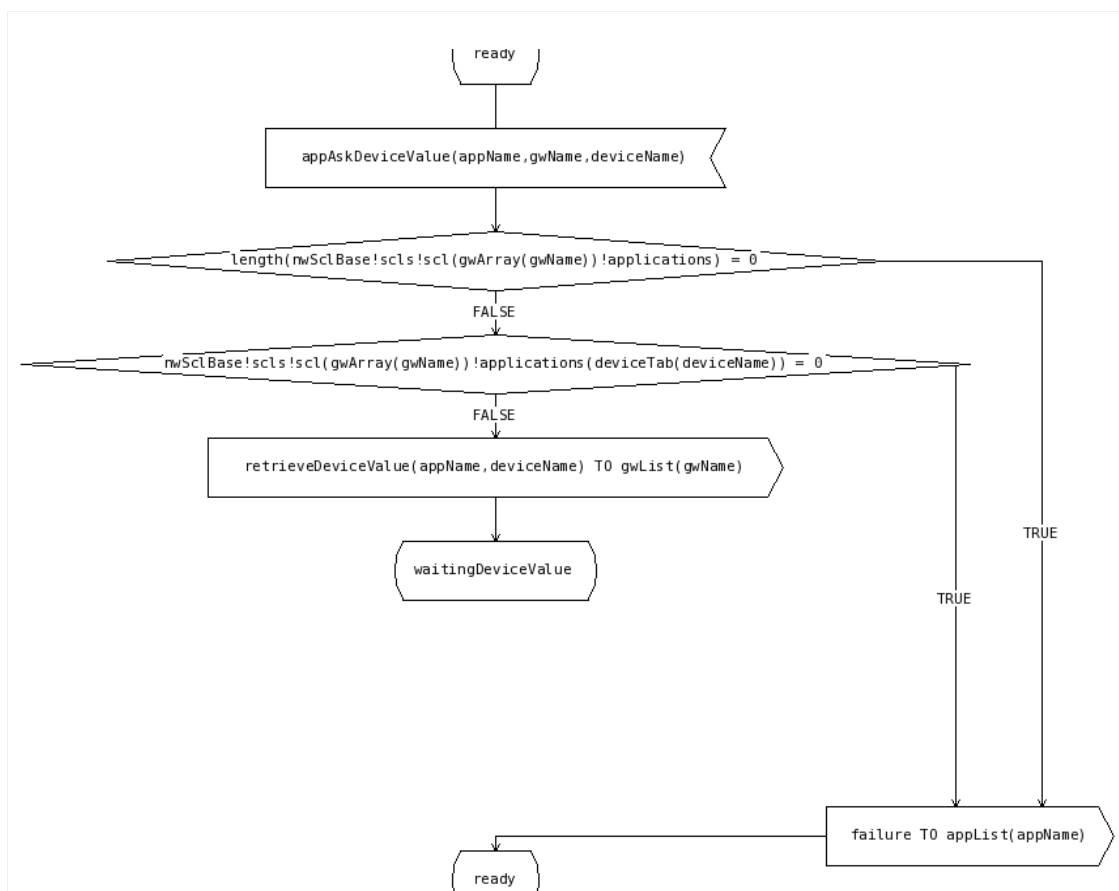 ready
appAskDeviceValue(appName,gwName,deviceName)
length(nwSclBase!scls!scl(gwArray(gwName))!applications) = 0
FALSE
nwSclBase!scls!scl(gwArray(gwName))!applications(deviceTab(deviceName)) = 0
FALSE
retrieveDeviceValue(appName,deviceName) TO gwList(gwName)
TRUE
waitingDeviceValue
TRUE
failure TO appList(appName)
ready